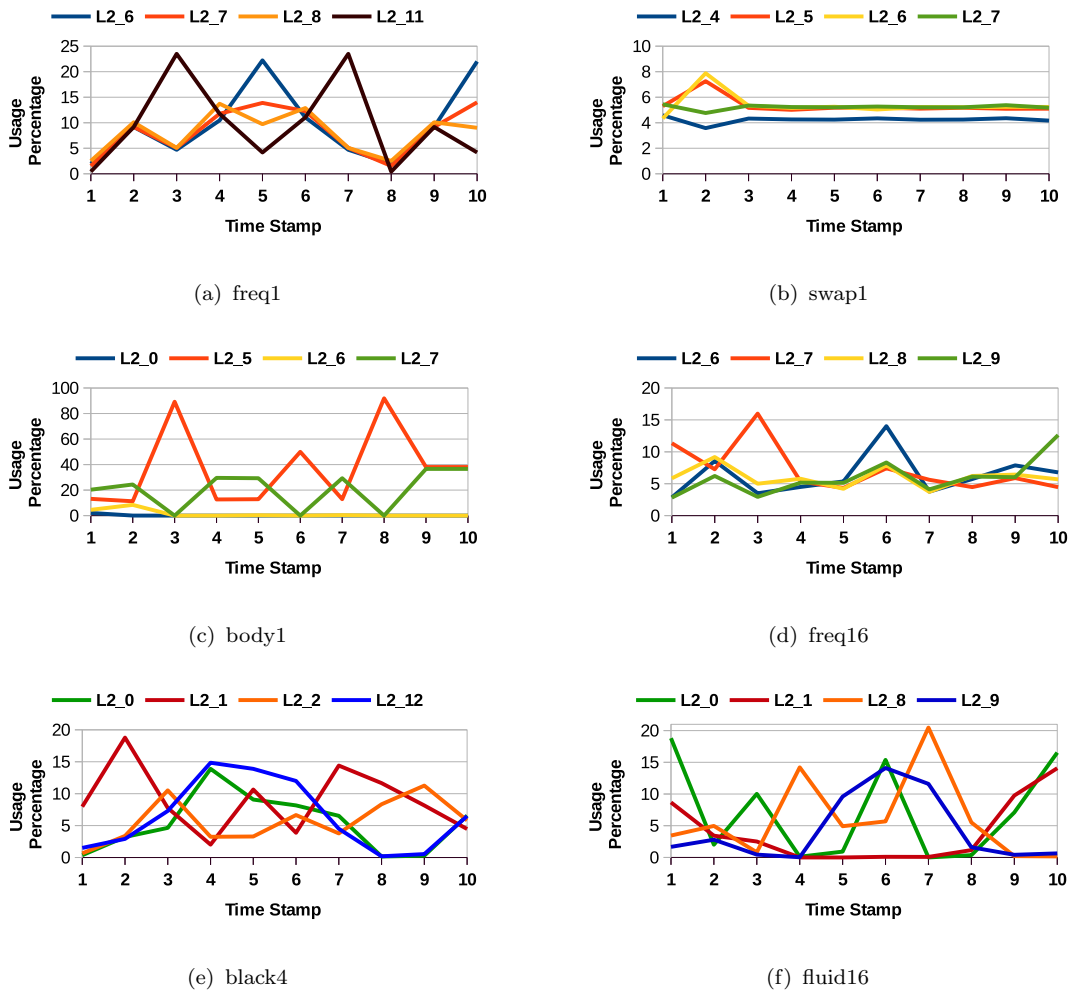 L2_6 L2_7 L2_8 L2_11
25
20
15
10
5
0
Usage
Percentage
1 2 3 4 5 6 7 8 9 10
Time Stamp
(a) freq1
L2_4 L2_5 L2_6 L2_7
10
8
6
4
2
0
Usage
Percentage
1 2 3 4 5 6 7 8 9 10
Time Stamp
(b) swap1
L2_0 L2_5 L2_6 L2_7
100
80
60
40
20
0
Usage
Percentage
1 2 3 4 5 6 7 8 9 10
Time Stamp
(c) body1
L2_6 L2_7 L2_8 L2_9
20
15
10
5
0
Usage
Percentage
1 2 3 4 5 6 7 8 9 10
Time Stamp
(d) freq16
L2_0 L2_1 L2_2 L2_12
20
15
10
5
0
Usage
Percentage
1 2 3 4 5 6 7 8 9 10
Time Stamp
(e) black4
L2_0 L2_1 L2_8 L2_9
20
15
10
5
0
Usage
Percentage
1 2 3 4 5 6 7 8 9 10
Time Stamp
(f) fluid16